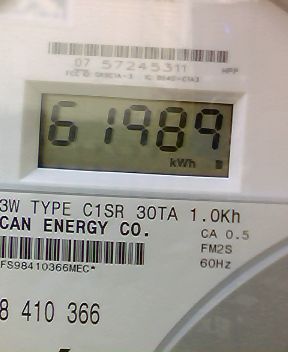 07 57245311
61989
kWh
3W TYPE C1SR 30TA 1.0Kh
CAN ENERGY CO.
CA 0.5
FM2S
FS98410366MEC*
60Hz
8 410 366